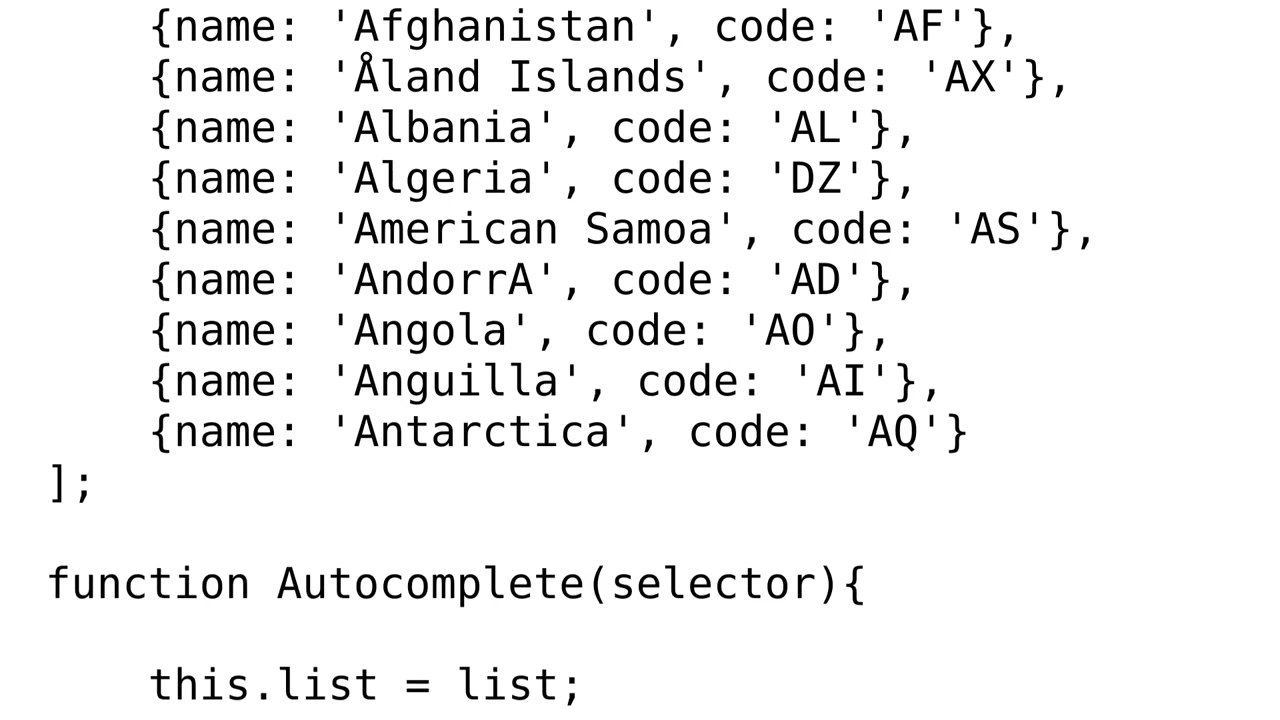 {name: 'Afghanistan', code: 'AF'},
{name: 'Åland Islands', code: 'AX'},
{name: 'Albania', code: 'AL'},
{name: 'Algeria', code: 'DZ'},
{name: 'American Samoa', code: 'AS'},
{name: 'AndorrA', code: 'AD'},
{name: 'Angola', code: 'AO'},
{name: 'Anguilla', code: 'AI'},
{name: 'Antarctica', code: 'AQ'}
];
function Autocomplete(selector){
this.list = list;